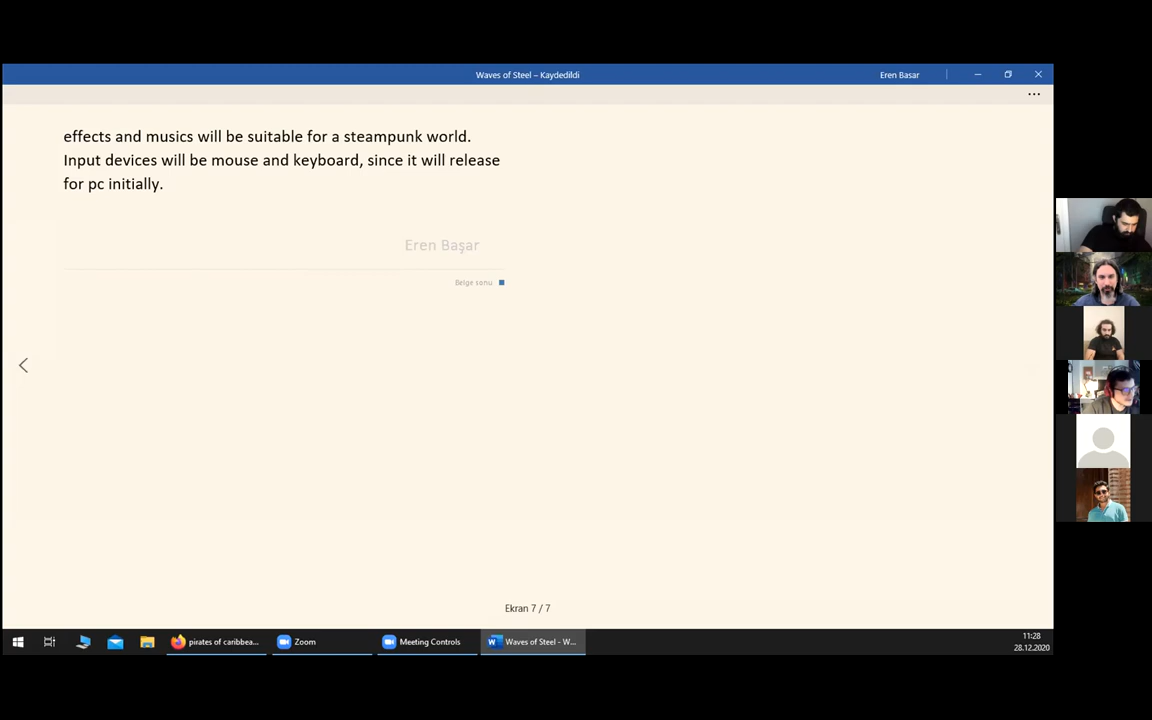 Waves of Steel – Kaydedildi
Eren Basar
effects and musics will be suitable for a steampunk world.
Input devices will be mouse and keyboard, since it will release
for pc initially.
Eren Başar
Belge sonu
Ekran 7 / 7
pirates of caribbea...
Zoom
Meeting Controls
Waves of Steel - W...
11:28
28.12.2020